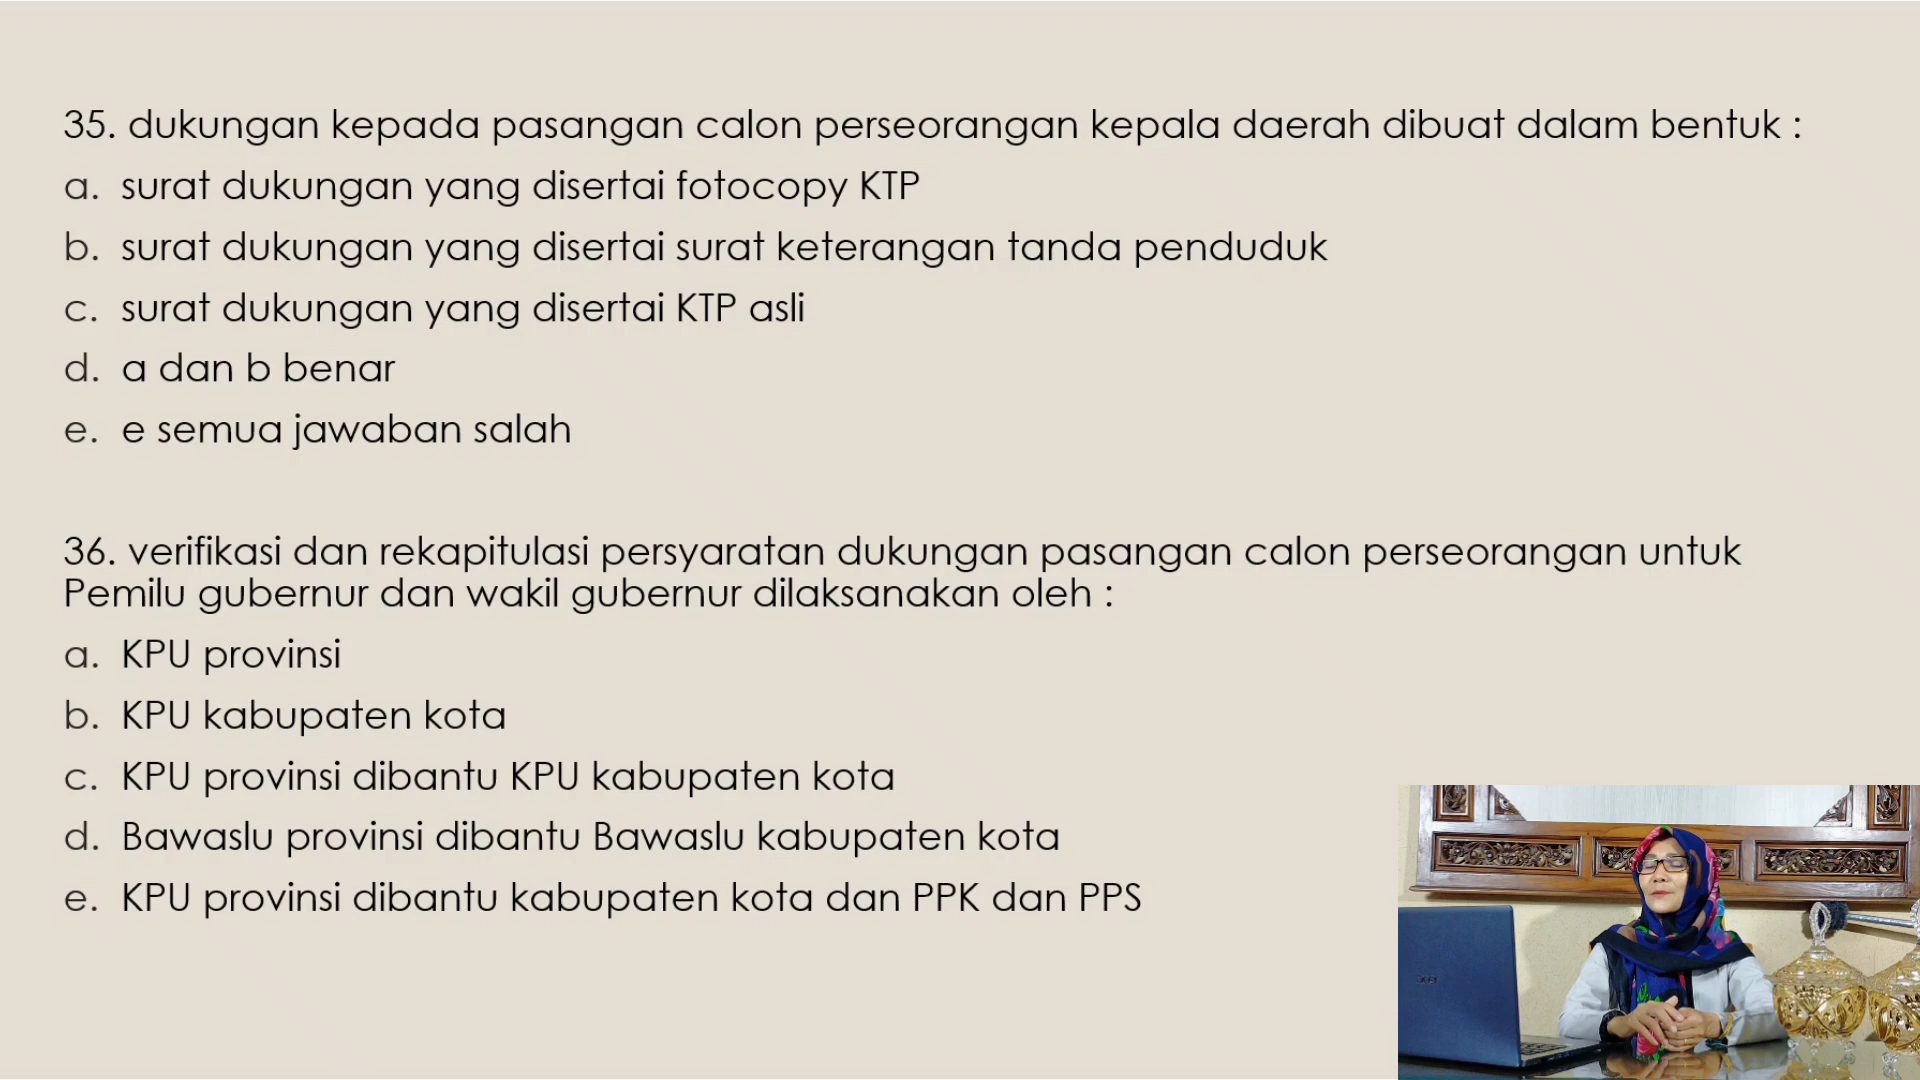 35. dukungan kepada pasangan calon perseorangan kepala daerah dibuat dalam bentuk :
a. surat dukungan yang disertai fotocopy KTP
b. surat dukungan yang disertai surat keterangan tanda penduduk
c. surat dukungan yang disertai KTP asli
d. a dan b benar
e. e semua jawaban salah
36. verifikasi dan rekapitulasi persyaratan dukungan pasangan calon perseorangan untuk
Pemilu gubernur dan wakil gubernur dilaksanakan oleh :
a. KPU provinsi
b. KPU kabupaten kota
c. KPU provinsi dibantu KPU kabupaten kota
d. Bawaslu provinsi dibantu Bawaslu kabupaten kota
e. KPU provinsi dibantu kabupaten kota dan PPK dan PPS
acer